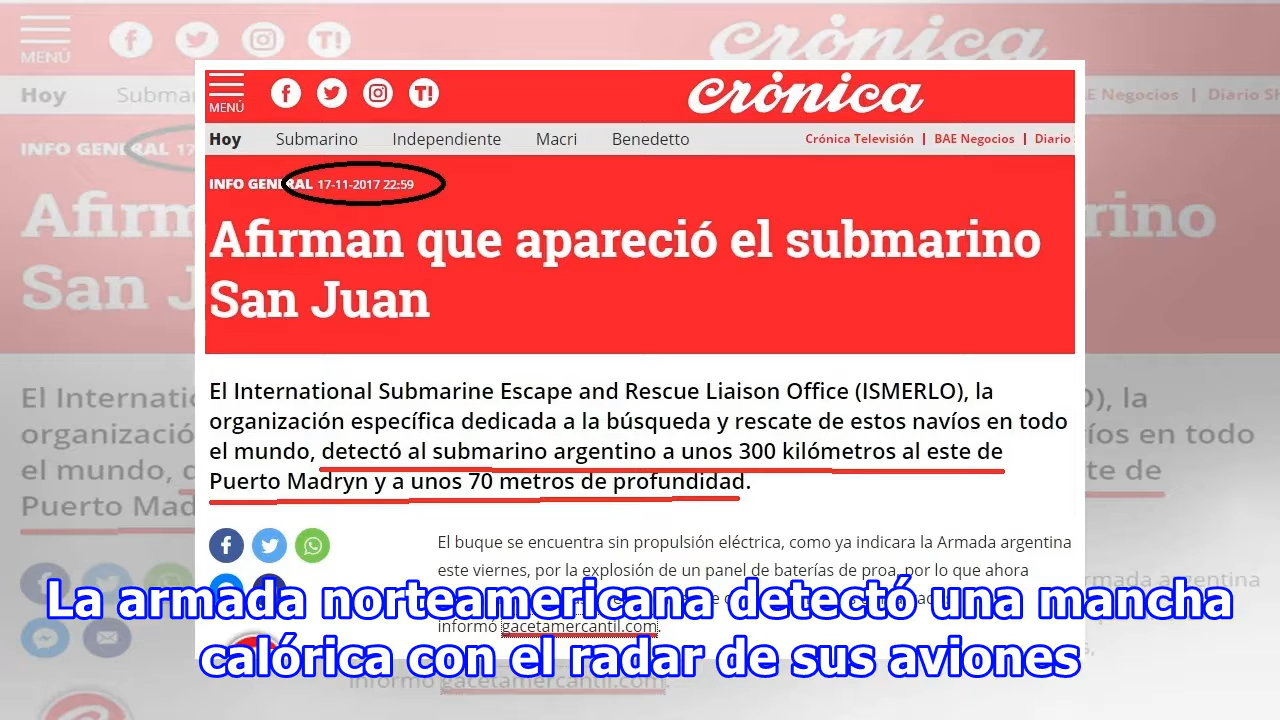 MENÚ
crónica
Hoy Submarino Independiente Macri Benedetto Crónica Televisión | BAE Negocios | Diario
INFO GENERAL 17-11-2017 22:59
Afirman que apareció el submarino
San Juan
El International Submarine Escape and Rescue Liaison Office (ISMERLO), la
organización específica dedicada a la búsqueda y rescate de estos navíos en todo
el mundo, detectó al submarino argentino a unos 300 kilómetros al este de
Puerto Madryn y a unos 70 metros de profundidad.
El buque se encuentra sin propulsión eléctrica, como ya indicara la Armada argentina
este viernes, por la explosión de un panel de baterías de proa, por lo que ahora
informó gacetamercantil.com.
La armada norteamericana detectó una mancha
calórica con el radar de sus aviones